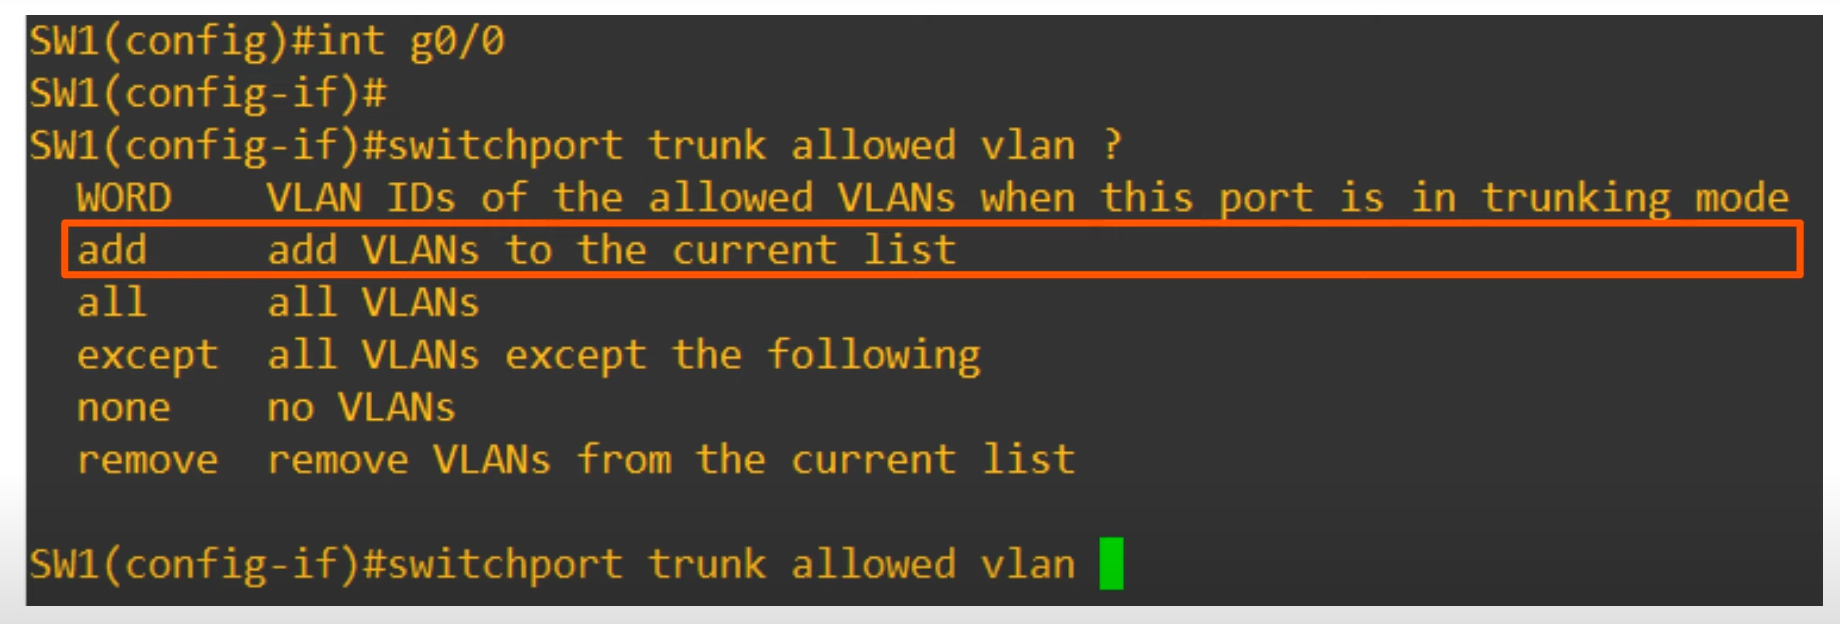 SW1(config)#int g0/0
SW1(config-if)#
SW1(config-if)#switchport trunk allowed vlan ?
  WORD    VLAN IDs of the allowed VLANs when this port is in trunking mode
  add     add VLANs to the current list
  all     all VLANs
  except  all VLANs except the following
  none    no VLANs
  remove  remove VLANs from the current list
SW1(config-if)#switchport trunk allowed vlan